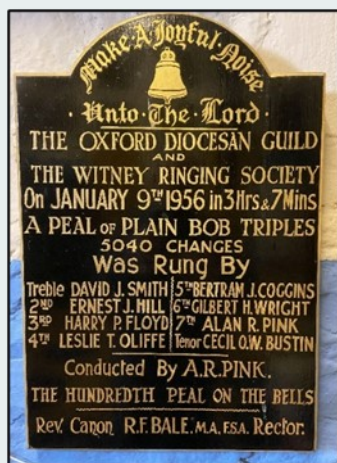 Make · A · Joyful · Noise
· Unto · The · Lord ·
THE OXFORD DIOCESAN GUILD
AND
THE WITNEY RINGING SOCIETY
On JANUARY 9TH 1956 in 3 Hrs & 7 Mins
A PEAL OF PLAIN BOB TRIPLES
5040 CHANGES
Was Rung By
Treble DAVID J. SMITH 5TH BERTRAM J. COGGINS
2ND ERNEST J. HILL 6TH GILBERT H. WRIGHT
3RD HARRY P. FLOYD 7TH ALAN R. PINK
4TH LESLIE T. OLIFFE Tenor CECIL O.W. BUSTIN
Conducted By A.R. PINK.
THE HUNDREDTH PEAL ON THE BELLS
Rev. Canon R.F. BALE. M.A. F.S.A. Rector.